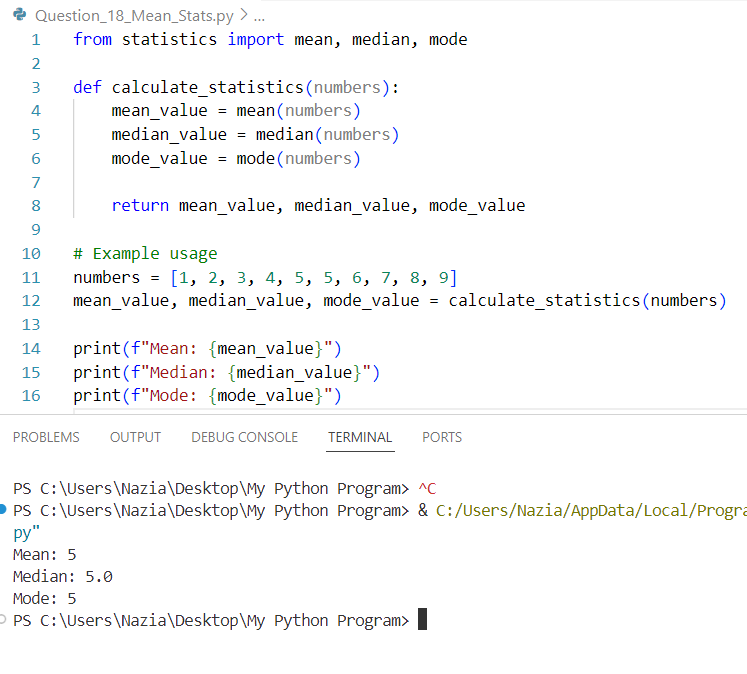 Question_18_Mean_Stats.py > ...
1 from statistics import mean, median, mode
2
3 def calculate_statistics(numbers):
4     mean_value = mean(numbers)
5     median_value = median(numbers)
6     mode_value = mode(numbers)
7
8     return mean_value, median_value, mode_value
9
10 # Example usage
11 numbers = [1, 2, 3, 4, 5, 5, 6, 7, 8, 9]
12 mean_value, median_value, mode_value = calculate_statistics(numbers)
13
14 print(f"Mean: {mean_value}")
15 print(f"Median: {median_value}")
16 print(f"Mode: {mode_value}")
PROBLEMS OUTPUT DEBUG CONSOLE TERMINAL PORTS
PS C:\Users\Nazia\Desktop\My Python Program> ^C
PS C:\Users\Nazia\Desktop\My Python Program> & C:/Users/Nazia/AppData/Local/Progra
py"
Mean: 5
Median: 5.0
Mode: 5
PS C:\Users\Nazia\Desktop\My Python Program>